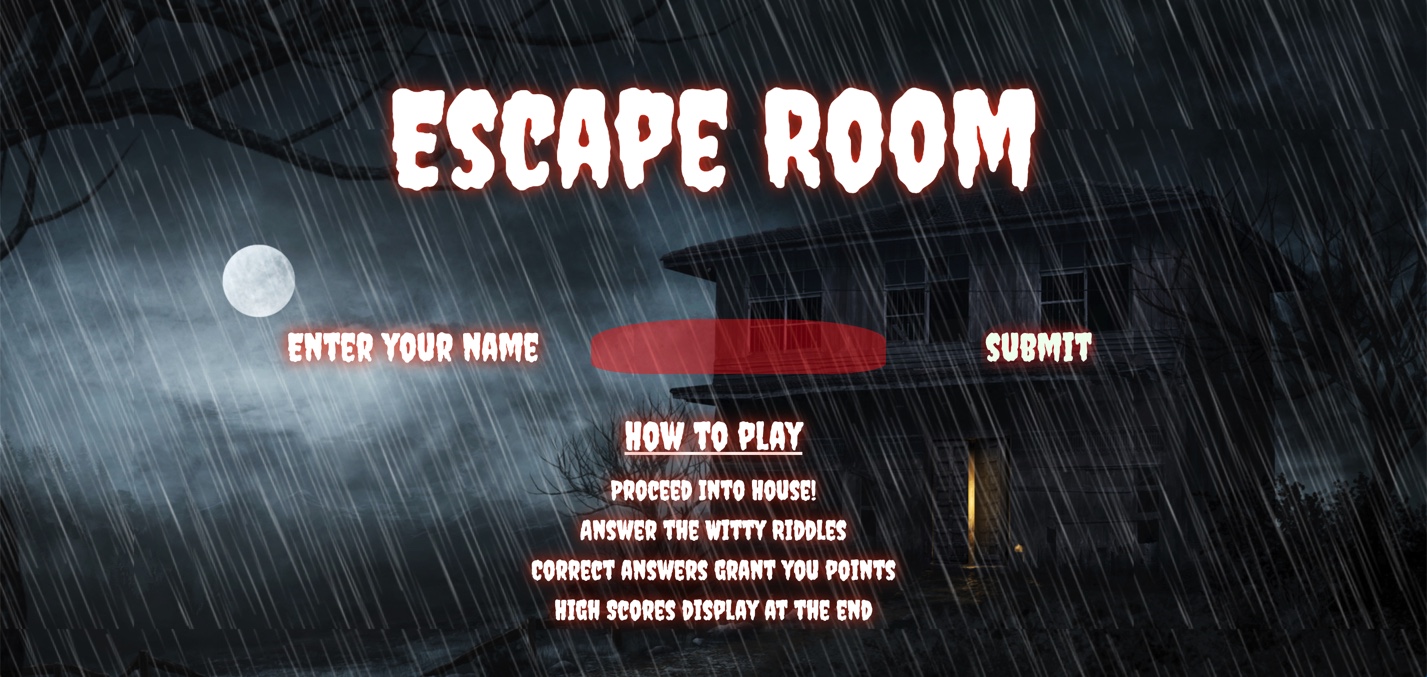 ESCAPE ROOM
ENTER YOUR NAME
SUBMIT
HOW TO PLAY
PROCEED INTO HOUSE!
ANSWER THE WITTY RIDDLES
CORRECT ANSWERS GRANT YOU POINTS
HIGH SCORES DISPLAY AT THE END